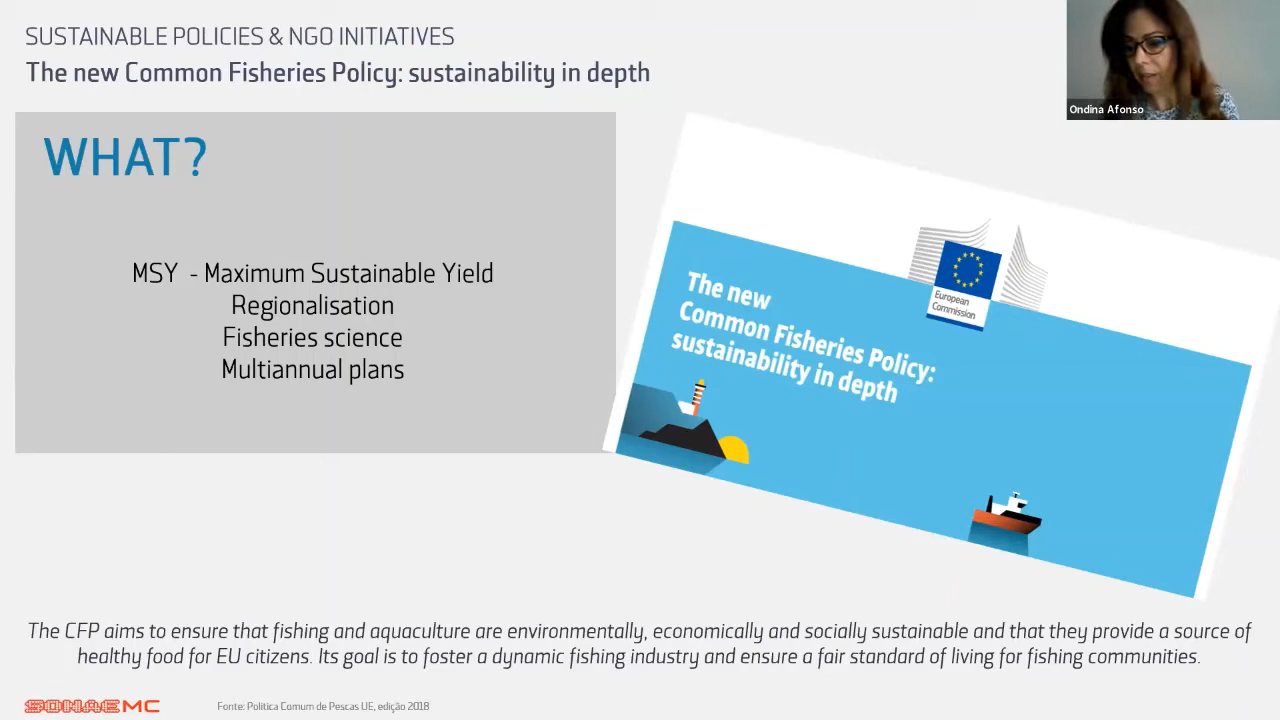 SUSTAINABLE POLICIES & NGO INITIATIVES
The new Common Fisheries Policy: sustainability in depth
Ondina Afonso
WHAT?
MSY - Maximum Sustainable Yield
Regionalisation
Fisheries science
Multiannual plans
European
Commission
The new
Common Fisheries Policy:
sustainability in depth
The CFP aims to ensure that fishing and aquaculture are environmentally, economically and socially sustainable and that they provide a source of
healthy food for EU citizens. Its goal is to foster a dynamic fishing industry and ensure a fair standard of living for fishing communities.
SONAE MC
Fonte: Politica Comum de Pescas UE, edição 2018